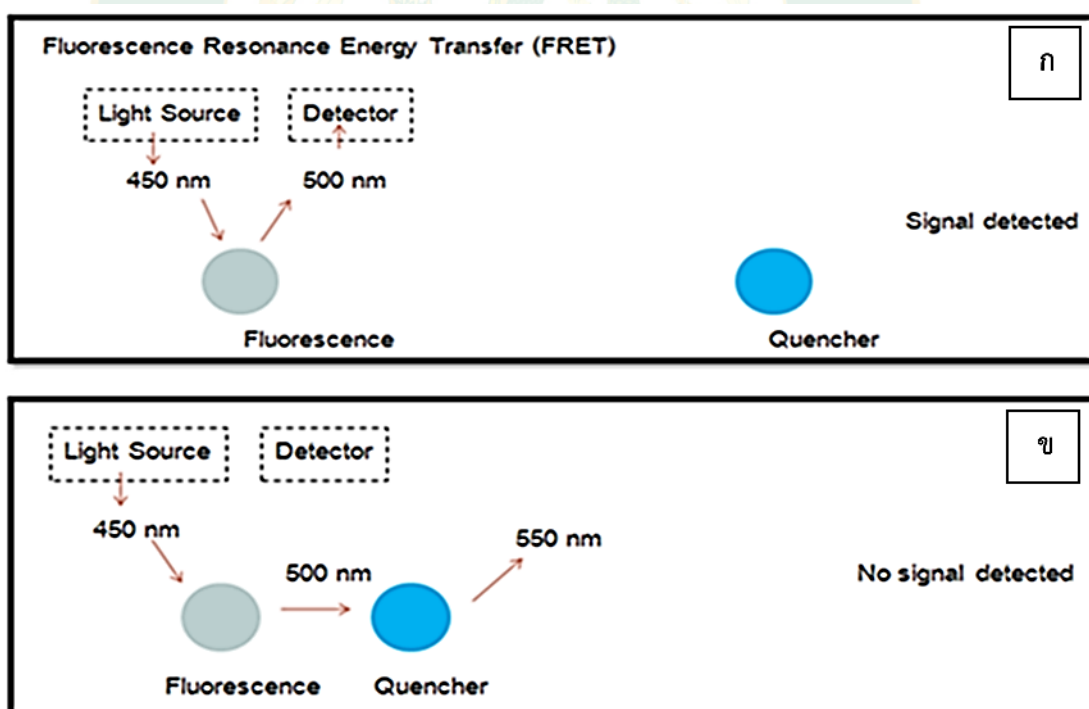 Fluorescence Resonance Energy Transfer (FRET)
ก
Light Source
Detector
450 nm
500 nm
Signal detected
Fluorescence
Quencher
ข
Light Source
Detector
450 nm
550 nm
500 nm
No signal detected
Fluorescence
Quencher